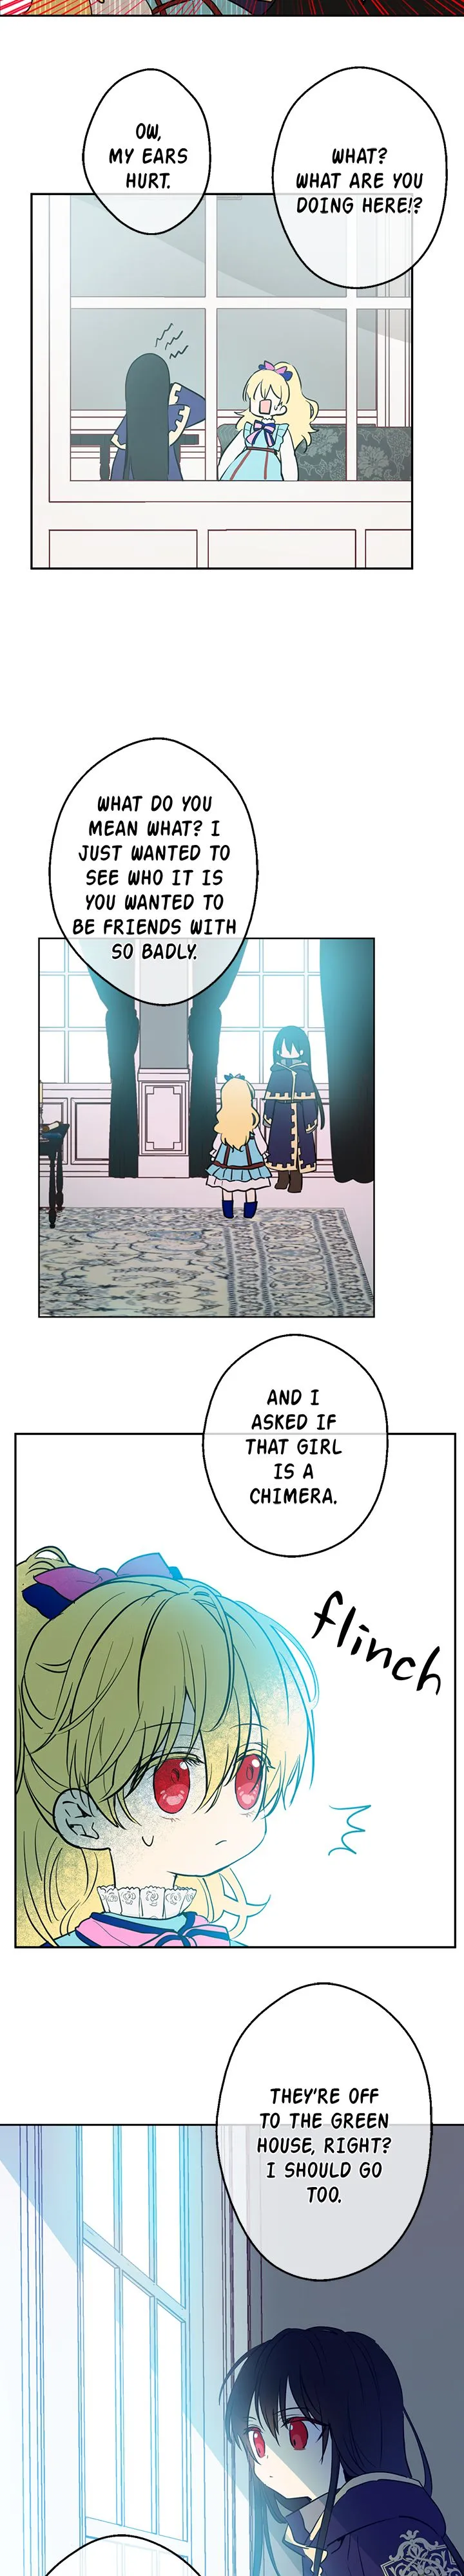 OW,
MY EARS
HURT.
WHAT?
WHAT ARE YOU
DOING HERE!?
WHAT DO YOU
MEAN WHAT? I
JUST WANTED TO
SEE WHO IT IS
YOU WANTED TO
BE FRIENDS WITH
SO BADLY.
AND I
ASKED IF
THAT GIRL
IS A
CHIMERA.
flinch
THEY'RE OFF
TO THE GREEN
HOUSE, RIGHT?
I SHOULD GO
TOO.